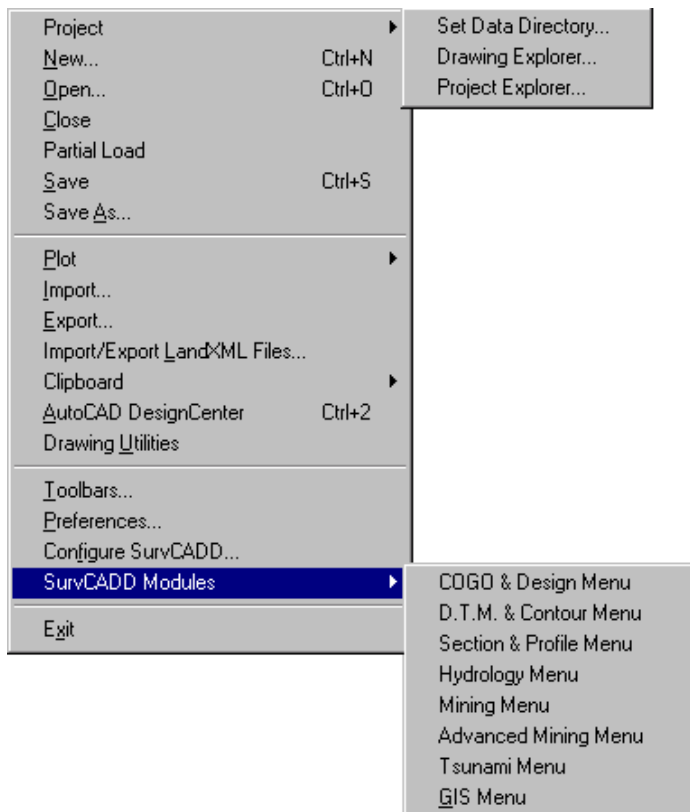 Project
New... Ctrl+N
Open... Ctrl+O
Close
Partial Load
Save Ctrl+S
Save As...
Plot
Import...
Export...
Import/Export LandXML Files...
Clipboard
AutoCAD DesignCenter Ctrl+2
Drawing Utilities
Toolbars...
Preferences...
Configure SurvCADD...
SurvCADD Modules
Exit
Set Data Directory...
Drawing Explorer...
Project Explorer...
COGO & Design Menu
D.T.M. & Contour Menu
Section & Profile Menu
Hydrology Menu
Mining Menu
Advanced Mining Menu
Tsunami Menu
GIS Menu